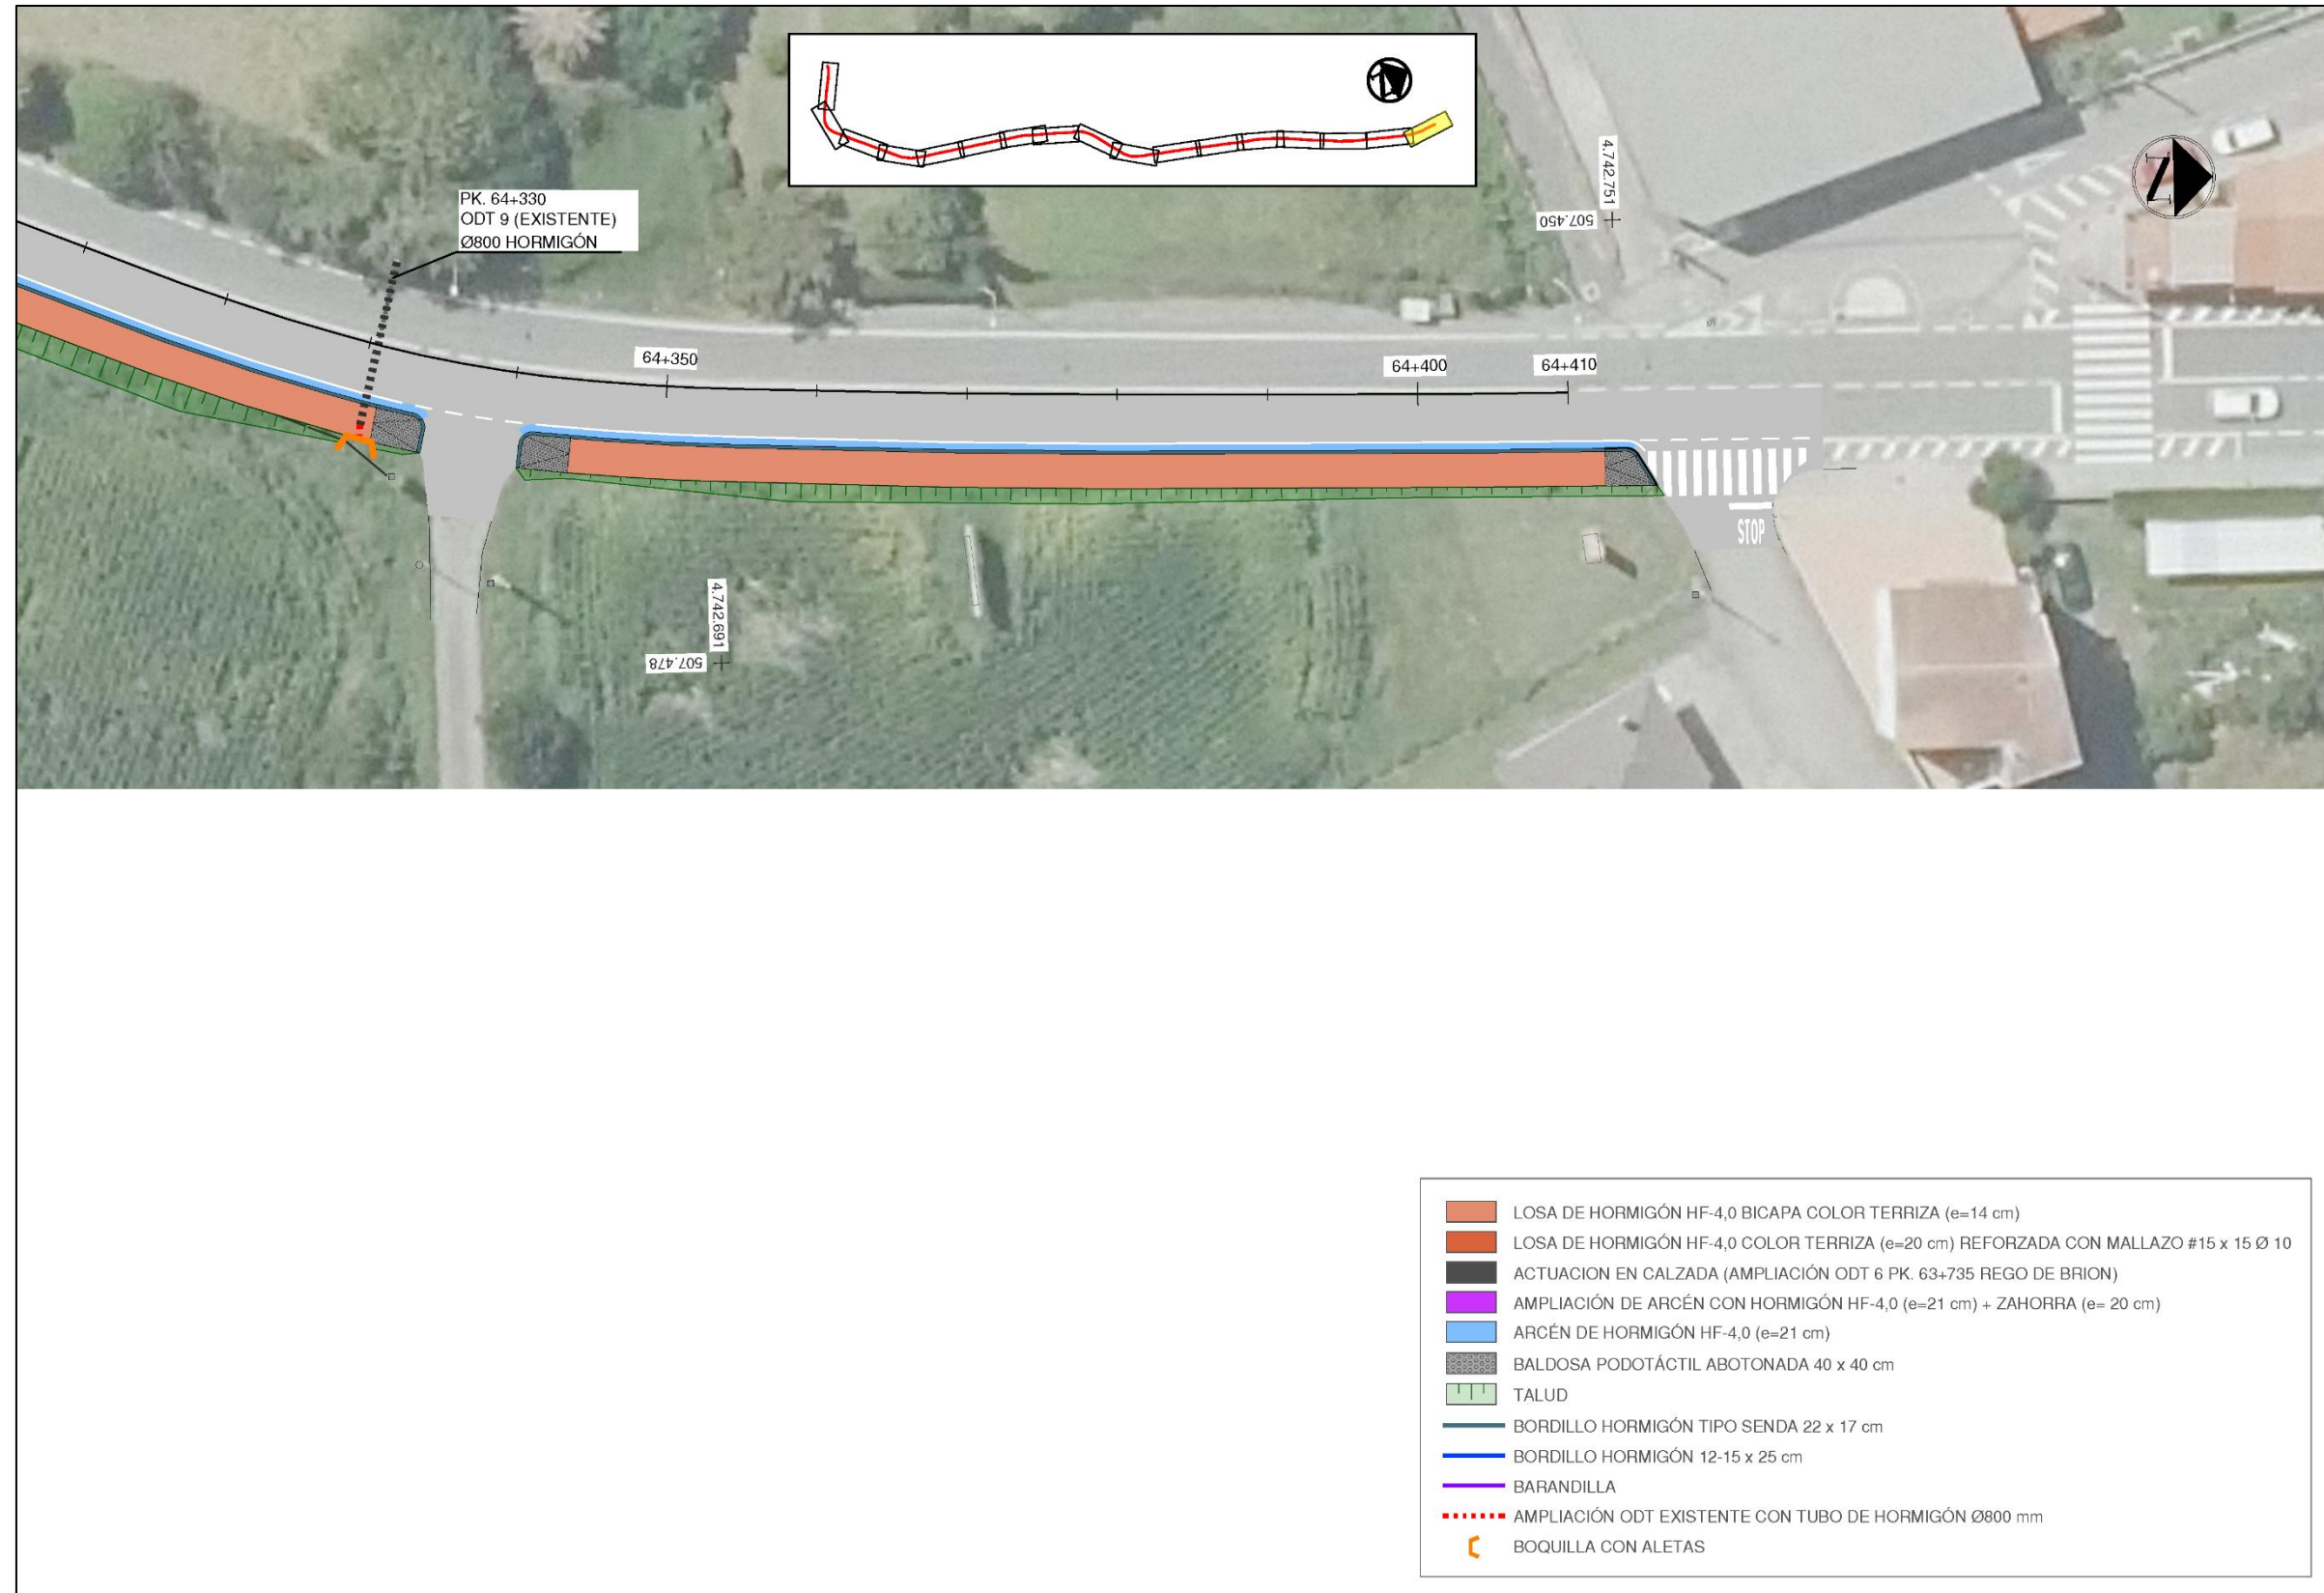 PK. 64+330
ODT 9 (EXISTENTE)
Ø800 HORMIGÓN
4.742.751
507.450
N
64+350
64+400
64+410
STOP
4.742.691
507.478
LOSA DE HORMIGÓN HF-4,0 BICAPA COLOR TERRIZA (e=14 cm)
LOSA DE HORMIGÓN HF-4,0 COLOR TERRIZA (e=20 cm) REFORZADA CON MALLAZO #15 x 15 Ø 10
ACTUACION EN CALZADA (AMPLIACIÓN ODT 6 PK. 63+735 REGO DE BRION)
AMPLIACIÓN DE ARCÉN CON HORMIGÓN HF-4,0 (e=21 cm) + ZAHORRA (e= 20 cm)
ARCÉN DE HORMIGÓN HF-4,0 (e=21 cm)
BALDOSA PODOTÁCTIL ABOTONADA 40 x 40 cm
TALUD
BORDILLO HORMIGÓN TIPO SENDA 22 x 17 cm
BORDILLO HORMIGÓN 12-15 x 25 cm
BARANDILLA
AMPLIACIÓN ODT EXISTENTE CON TUBO DE HORMIGÓN Ø800 mm
BOQUILLA CON ALETAS